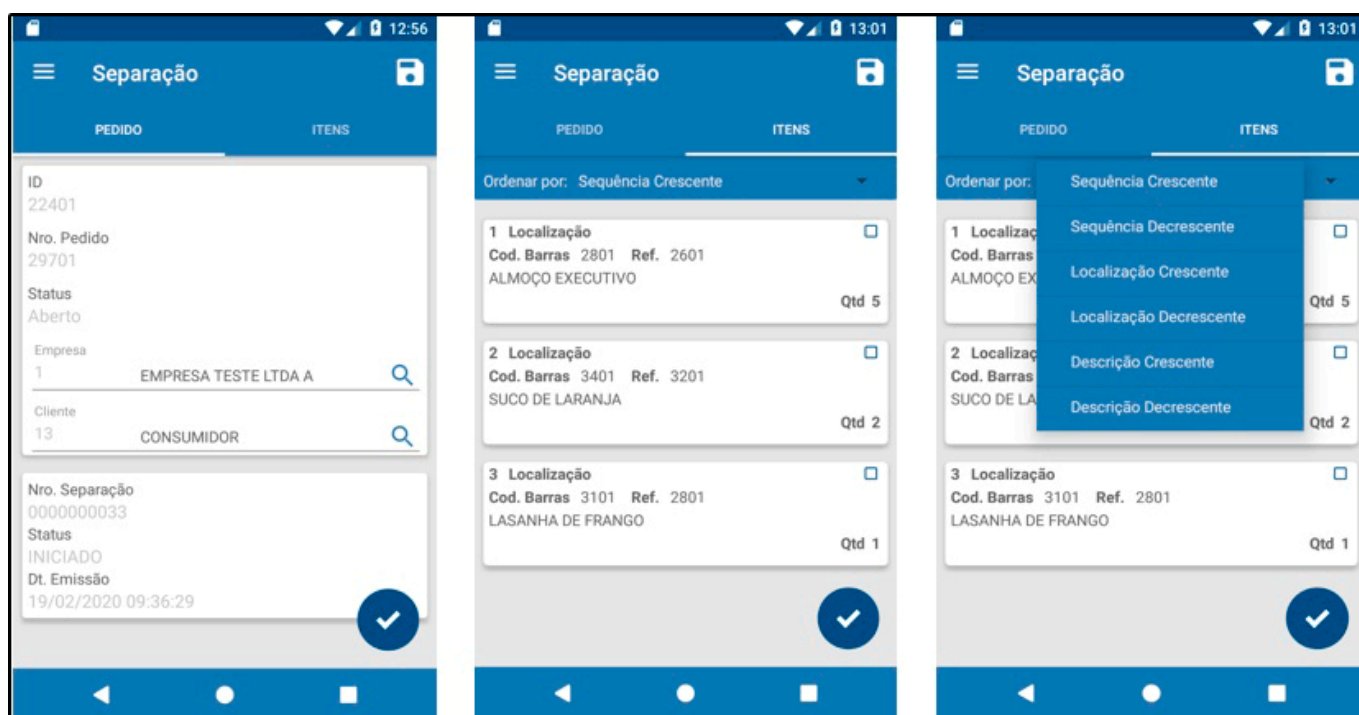 12:56
Separação
PEDIDO ITENS
ID
22401
Nro. Pedido
29701
Status
Aberto
Empresa
1 EMPRESA TESTE LTDA A
Cliente
13 CONSUMIDOR
Nro. Separação
0000000033
Status
INICIADO
Dt. Emissão
19/02/2020 09:36:29
13:01
Separação
PEDIDO ITENS
Ordenar por: Sequência Crescente
1 Localização
Cod. Barras 2801 Ref. 2601
ALMOÇO EXECUTIVO
Qtd 5
2 Localização
Cod. Barras 3401 Ref. 3201
SUCO DE LARANJA
Qtd 2
3 Localização
Cod. Barras 3101 Ref. 2801
LASANHA DE FRANGO
Qtd 1
13:01
Separação
PEDIDO ITENS
Ordenar por:
Sequência Crescente
Sequência Decrescente
Localização Crescente
Localização Decrescente
Descrição Crescente
Descrição Decrescente
1 Localizaç
Cod. Barras
ALMOÇO EX
Qtd 5
2 Localizaç
Cod. Barras
SUCO DE LA
Qtd 2
3 Localização
Cod. Barras 3101 Ref. 2801
LASANHA DE FRANGO
Qtd 1